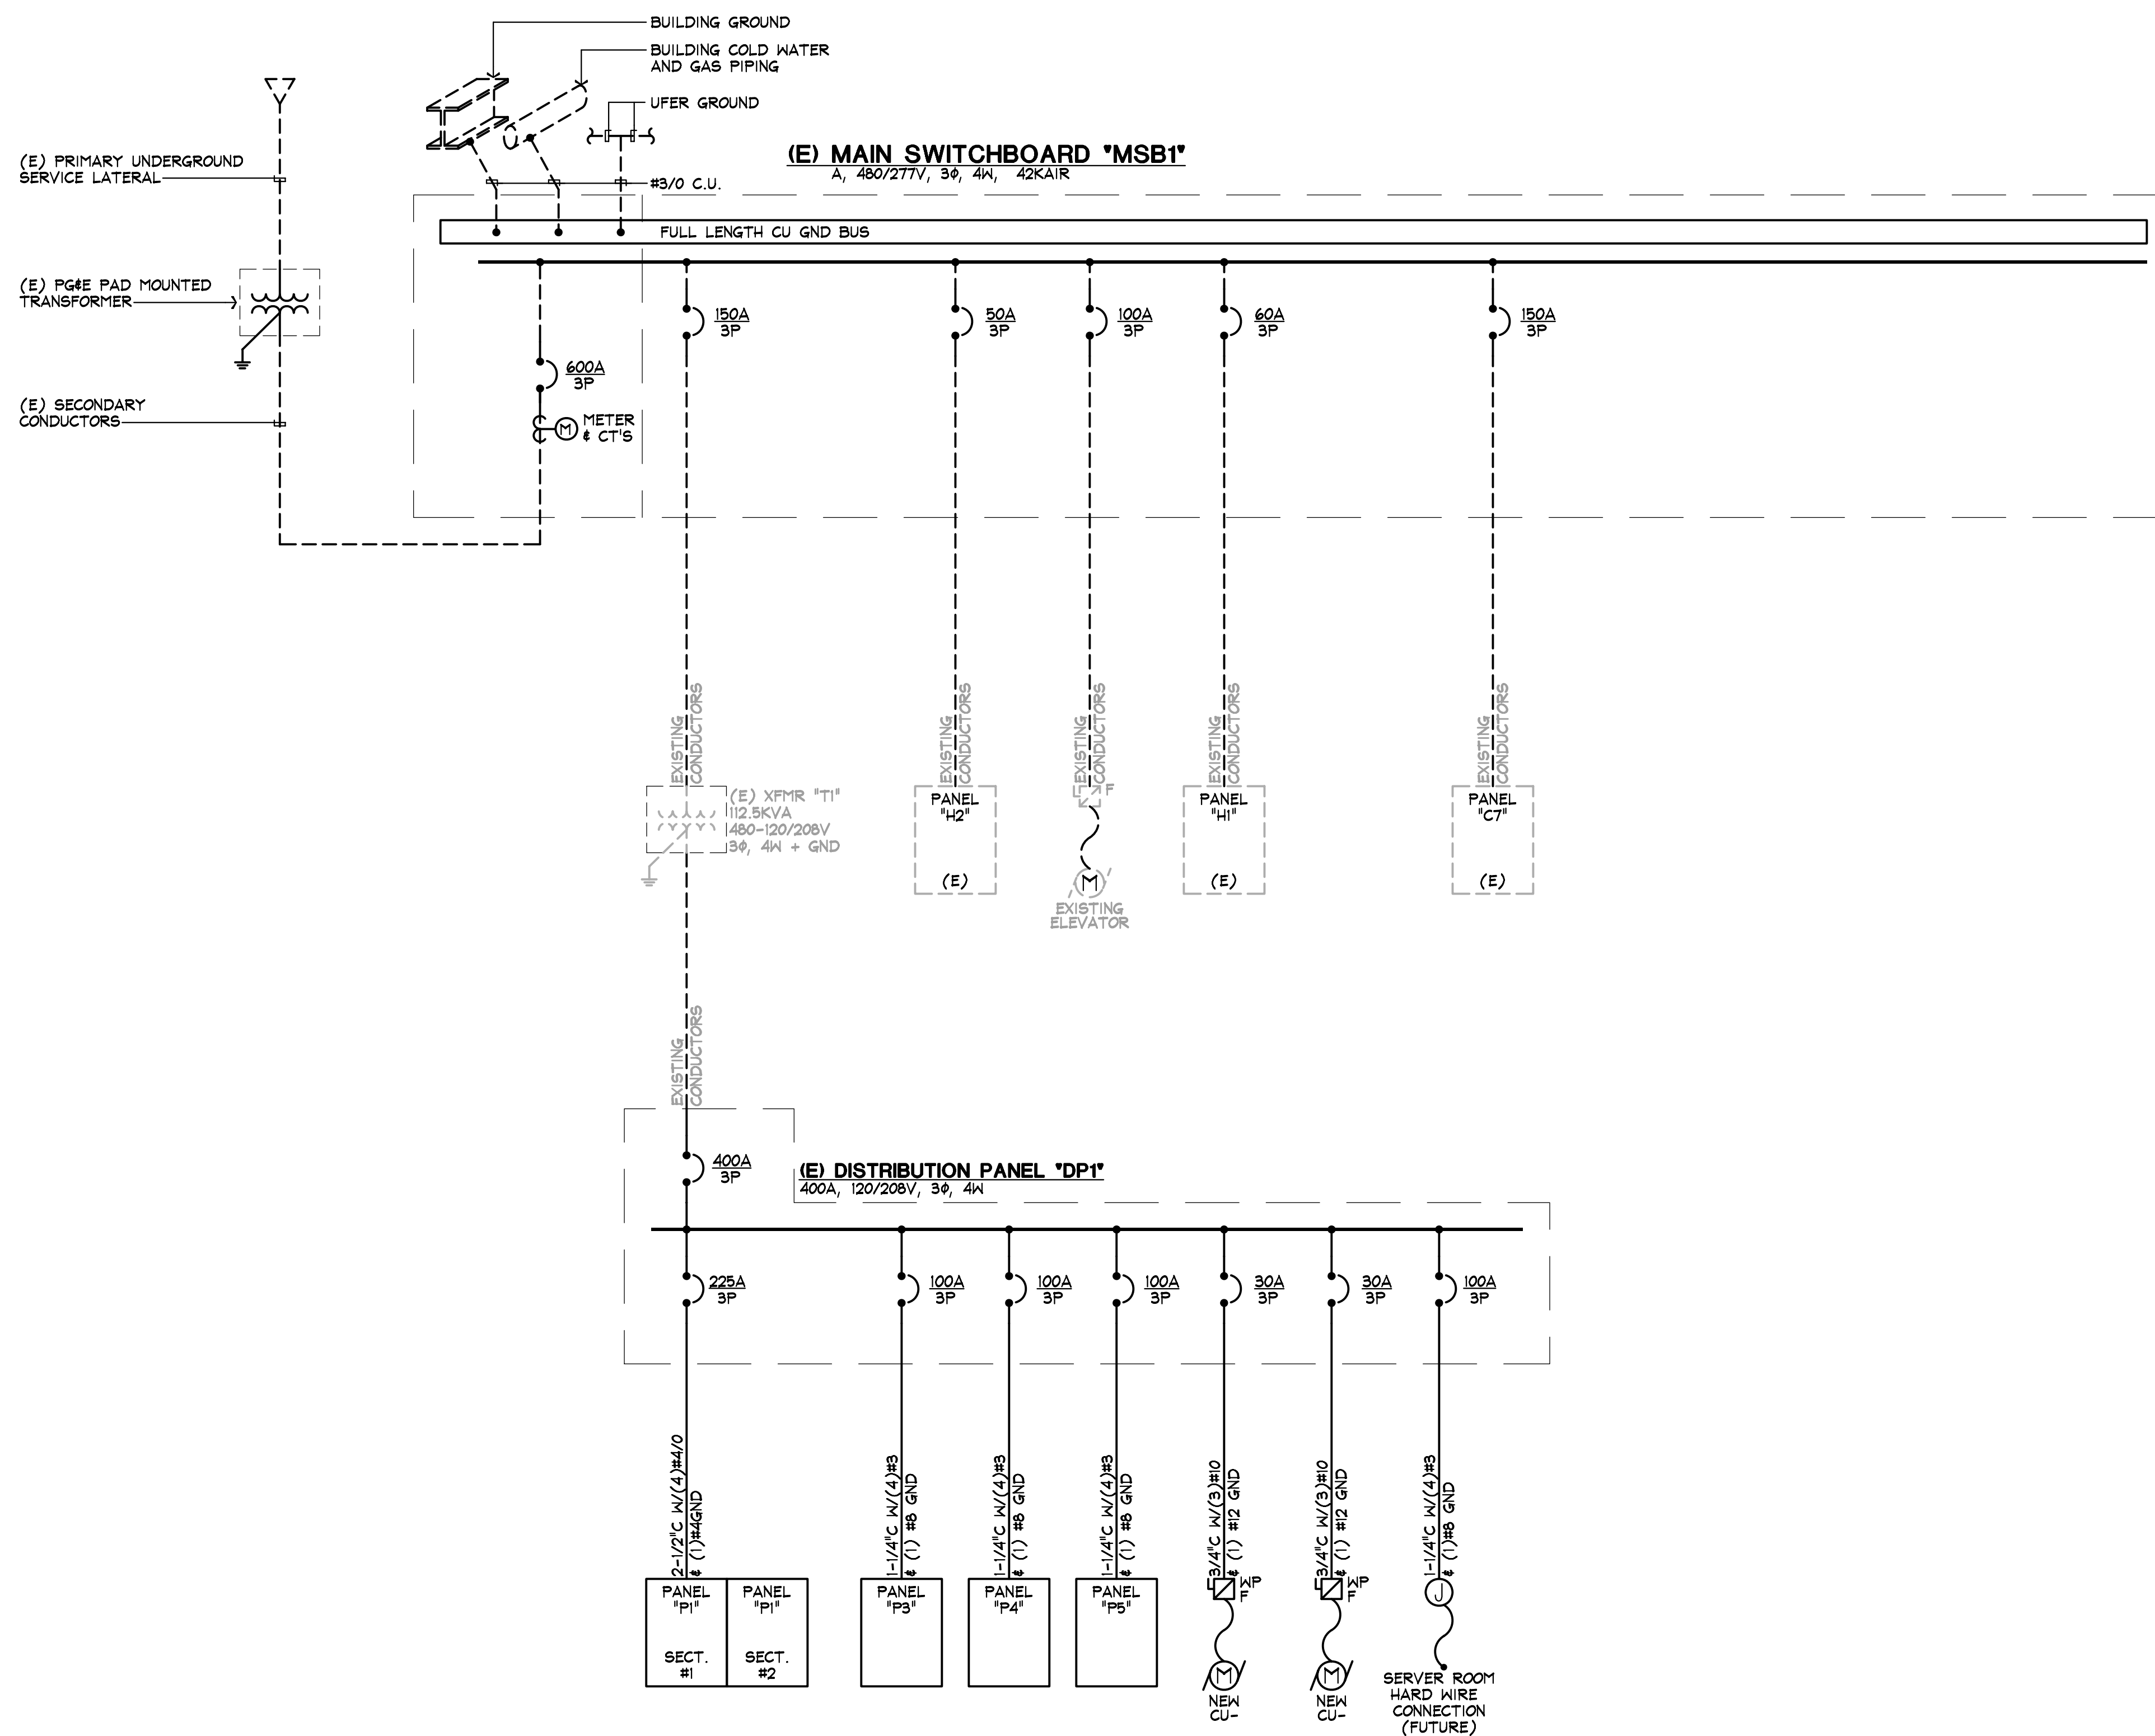 BUILDING GROUND
BUILDING COLD WATER
AND GAS PIPING
UFER GROUND
(E) PRIMARY UNDERGROUND
SERVICE LATERAL
(E) MAIN SWITCHBOARD "MSB1"
A, 480/277V, 3ϕ, 4W, 42KAIR
#3/0 C.U.
FULL LENGTH CU GND BUS
(E) PG&E PAD MOUNTED
TRANSFORMER
150A
3P
50A
3P
100A
3P
60A
3P
150A
3P
600A
3P
(E) SECONDARY
CONDUCTORS
M
METER
& CT'S
EXISTING
CONDUCTORS
EXISTING
CONDUCTORS
EXISTING
CONDUCTORS
EXISTING
CONDUCTORS
EXISTING
CONDUCTORS
(E) XFMR "T1"
112.5KVA
480-120/208V
3ϕ, 4W + GND
PANEL
"H2"
(E)
F
M
EXISTING
ELEVATOR
PANEL
"H1"
(E)
PANEL
"C7"
(E)
EXISTING
CONDUCTORS
400A
3P
(E) DISTRIBUTION PANEL "DP1"
400A, 120/208V, 3ϕ, 4W
225A
3P
100A
3P
100A
3P
100A
3P
30A
3P
30A
3P
100A
3P
2-1/2"C W/(4)#4/0
& (1)#4GND
1-1/4"C W/(4)#3
& (1) #8 GND
1-1/4"C W/(4)#3
& (1) #8 GND
1-1/4"C W/(4)#3
& (1) #8 GND
3/4"C W/(3)#10
& (1) #12 GND
3/4"C W/(3)#10
& (1) #12 GND
1-1/4"C W/(4)#3
& (1)#8 GND
PANEL
"P1"
SECT.
#1
PANEL
"P1"
SECT.
#2
PANEL
"P3"
PANEL
"P4"
PANEL
"P5"
WP
F
M
NEW
CU-
WP
F
M
NEW
CU-
J
SERVER ROOM
HARD WIRE
CONNECTION
(FUTURE)